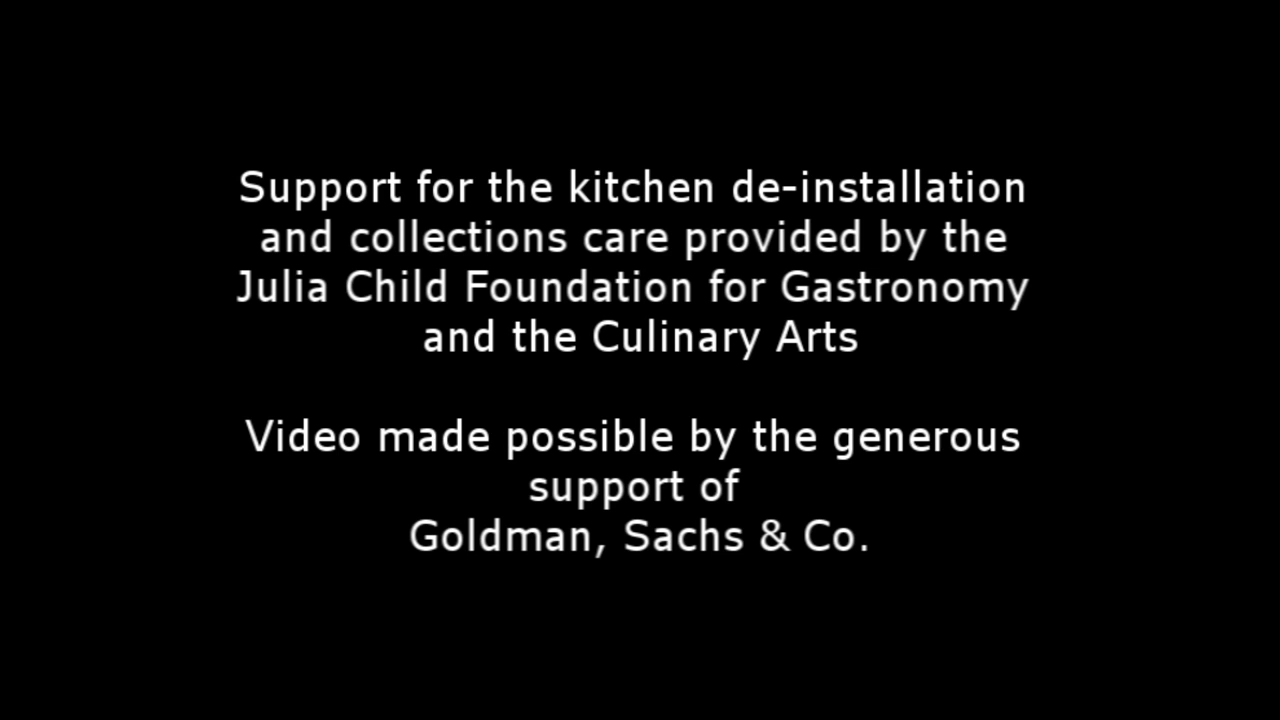 Support for the kitchen de-installation
and collections care provided by the
Julia Child Foundation for Gastronomy
and the Culinary Arts
Video made possible by the generous
support of
Goldman, Sachs & Co.